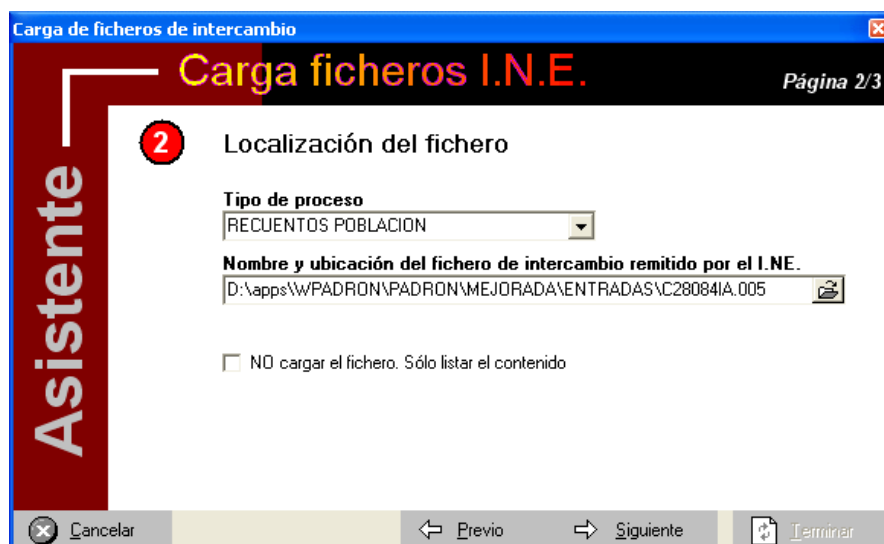 Carga de ficheros de intercambio
Carga ficheros I.N.E.
Página 2/3
Asistente
2
Localización del fichero
Tipo de proceso
RECUENTOS POBLACION
Nombre y ubicación del fichero de intercambio remitido por el I.NE.
D:\apps\WPADRON\PADRON\MEJORADA\ENTRADAS\C28084IA.005
NO cargar el fichero. Sólo listar el contenido
Cancelar
Previo
Siguiente
Terminar